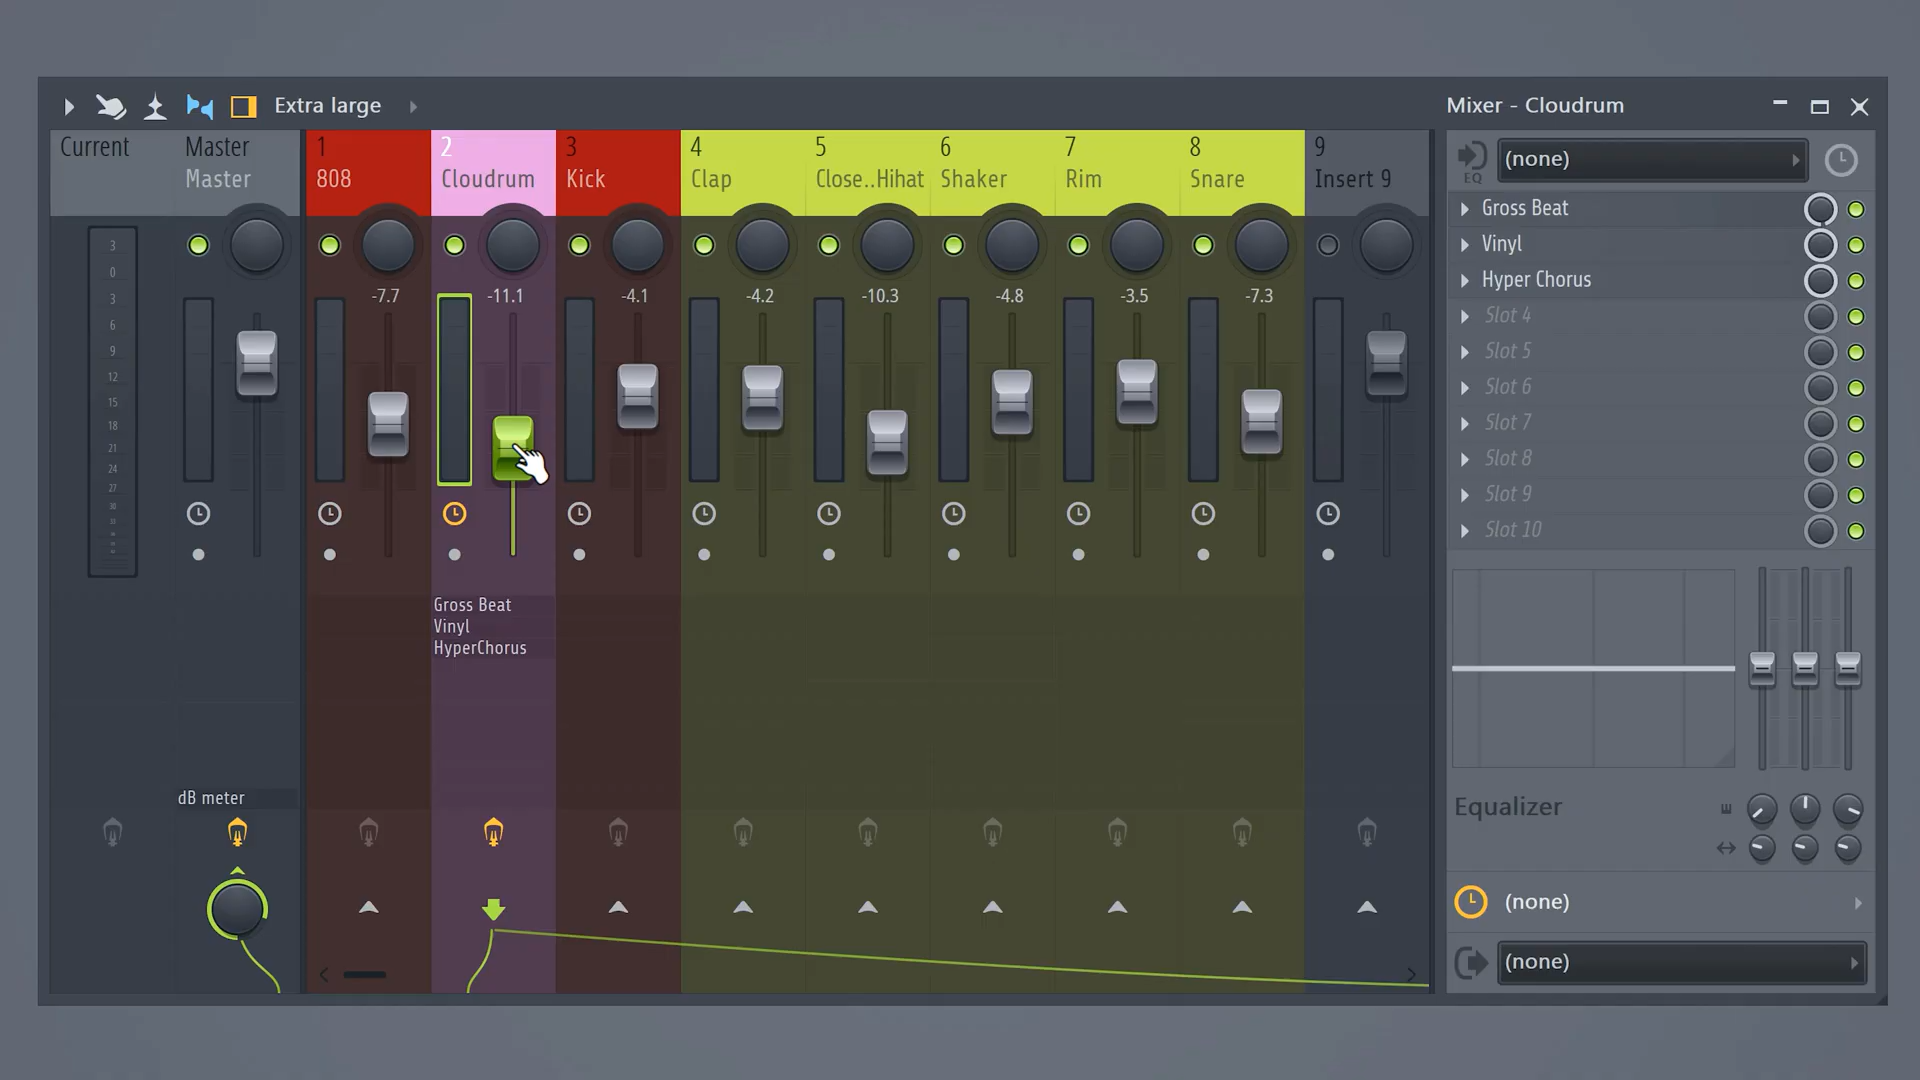 Extra large
Mixer - Cloudrum
Current
Master
Master
1
808
2
Cloudrum
3
Kick
4
Clap
5
Close..Hihat
6
Shaker
7
Rim
8
Snare
9
Insert 9
EQ
(none)
Gross Beat
Vinyl
Hyper Chorus
Slot 4
Slot 5
Slot 6
Slot 7
Slot 8
Slot 9
Slot 10
3
0
3
6
9
12
15
18
21
24
27
30
-7.7
-11.1
-4.1
-4.2
-10.3
-4.8
-3.5
-7.3
Gross Beat
Vinyl
HyperChorus
dB meter
Equalizer
(none)
(none)